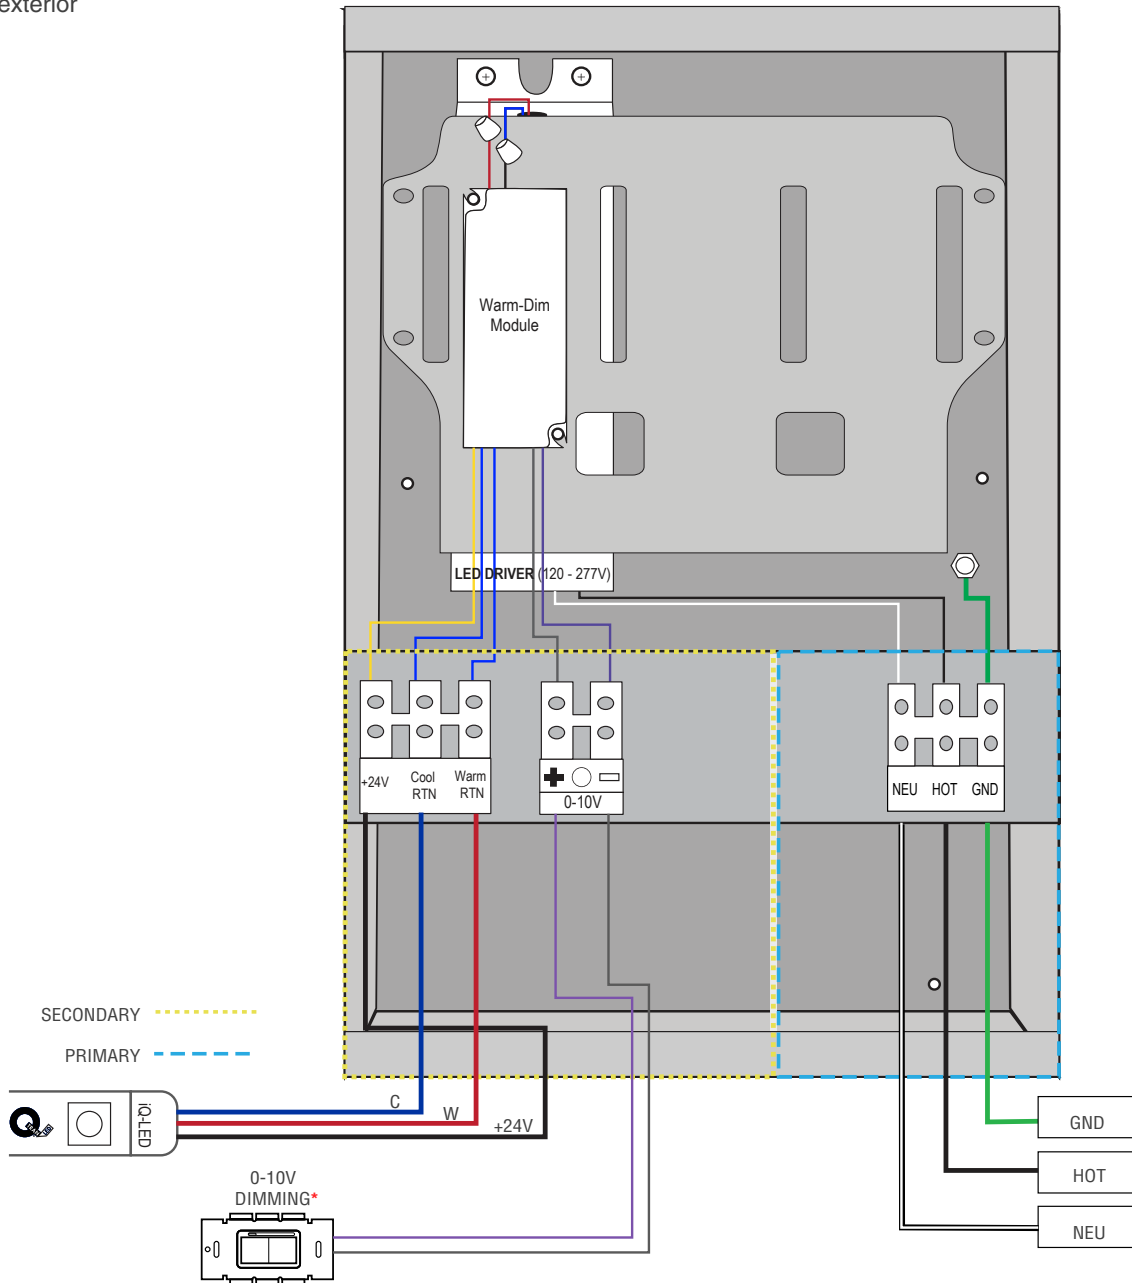 exterior
Warm-Dim
Module
LED DRIVER (120 - 277V)
+24V
Cool
RTN
Warm
RTN
0-10V
NEU
HOT
GND
SECONDARY
PRIMARY
iQ-LED
C
W
+24V
0-10V
DIMMING*
GND
HOT
NEU